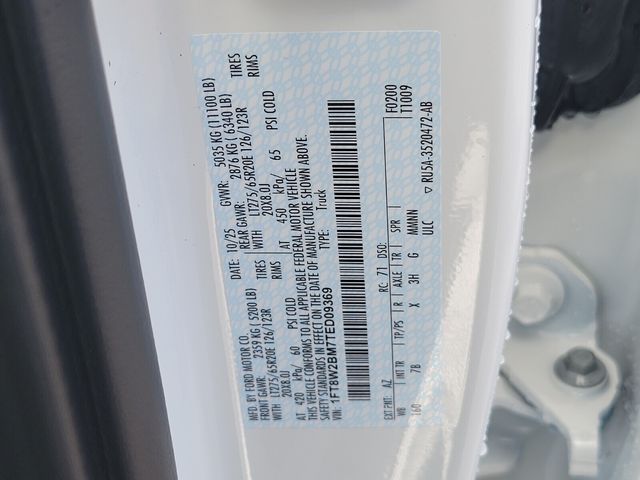 MFD. BY FORD MOTOR CO. DATE: 10/25 GVWR: 5035 KG (11100 LB)
FRONT GAWR: 2359 KG (5200 LB) REAR GAWR: 2876 KG (6340 LB)
WITH LT275/65R20E 126/123R TIRES WITH LT275/65R20E 126/123R TIRES
20X8.0J RIMS 20X8.0J RIMS
AT 420 kPa/ 60 PSI COLD AT 450 kPa/ 65 PSI COLD
THIS VEHICLE CONFORMS TO ALL APPLICABLE FEDERAL MOTOR VEHICLE
SAFETY STANDARDS IN EFFECT ON THE DATE OF MANUFACTURE SHOWN ABOVE.
VIN: 1FT8W2BM7TED09369 TYPE: Truck
F0200
T1009
EXT PNT: AZ RC: 71 DSO:
WB INT TR TP/PS R AXLE TR SPR
160 7B X 3H G MMMNN
ULC
RU5A-3520472-AB